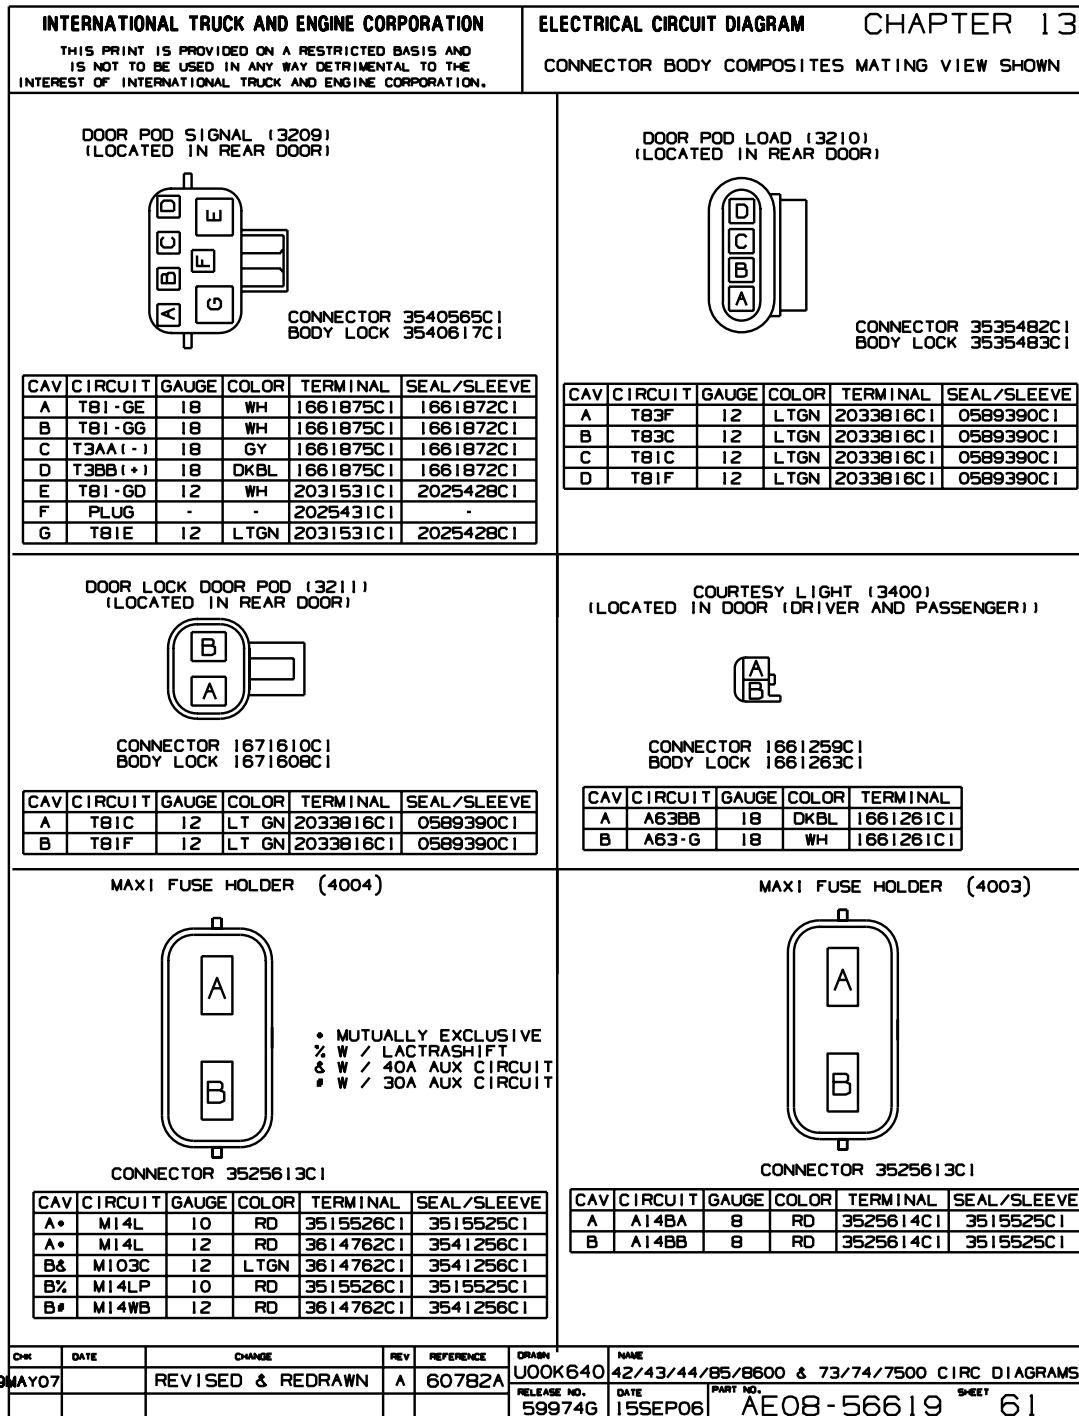 INTERNATIONAL TRUCK AND ENGINE CORPORATION
THIS PRINT IS PROVIDED ON A RESTRICTED BASIS AND
IS NOT TO BE USED IN ANY WAY DETRIMENTAL TO THE
INTEREST OF INTERNATIONAL TRUCK AND ENGINE CORPORATION.
ELECTRICAL CIRCUIT DIAGRAM CHAPTER 13
CONNECTOR BODY COMPOSITES MATING VIEW SHOWN
DOOR POD SIGNAL (3209)
(LOCATED IN REAR DOOR)
D E
C F
B
A G
CONNECTOR 3540565C1
BODY LOCK 3540617C1
CAV CIRCUIT GAUGE COLOR TERMINAL SEAL/SLEEVE
A T81-GE 18 WH 1661875C1 1661872C1
B T81-GG 18 WH 1661875C1 1661872C1
C T3AA(-) 18 GY 1661875C1 1661872C1
D T3BB(+) 18 DKBL 1661875C1 1661872C1
E T81-GD 12 WH 2031531C1 2025428C1
F PLUG - - 2025431C1 -
G T81E 12 LTGN 2031531C1 2025428C1
DOOR POD LOAD (3210)
(LOCATED IN REAR DOOR)
D
C
B
A
CONNECTOR 3535482C1
BODY LOCK 3535483C1
CAV CIRCUIT GAUGE COLOR TERMINAL SEAL/SLEEVE
A T83F 12 LTGN 2033816C1 0589390C1
B T83C 12 LTGN 2033816C1 0589390C1
C T81C 12 LTGN 2033816C1 0589390C1
D T81F 12 LTGN 2033816C1 0589390C1
DOOR LOCK DOOR POD (3211)
(LOCATED IN REAR DOOR)
B
A
CONNECTOR 1671610C1
BODY LOCK 1671608C1
CAV CIRCUIT GAUGE COLOR TERMINAL SEAL/SLEEVE
A T81C 12 LT GN 2033816C1 0589390C1
B T81F 12 LT GN 2033816C1 0589390C1
COURTESY LIGHT (3400)
(LOCATED IN DOOR (DRIVER AND PASSENGER))
A
B
CONNECTOR 1661259C1
BODY LOCK 1661263C1
CAV CIRCUIT GAUGE COLOR TERMINAL
A A63BB 18 DKBL 1661261C1
B A63-G 18 WH 1661261C1
MAXI FUSE HOLDER (4004)
A
B
* MUTUALLY EXCLUSIVE
% W / LACTRASHIFT
& W / 40A AUX CIRCUIT
# W / 30A AUX CIRCUIT
CONNECTOR 3525613C1
CAV CIRCUIT GAUGE COLOR TERMINAL SEAL/SLEEVE
A* M14L 10 RD 3515526C1 3515525C1
A* M14L 12 RD 3614762C1 3541256C1
B& M103C 12 LTGN 3614762C1 3541256C1
B% M14LP 10 RD 3515526C1 3515525C1
B# M14WB 12 RD 3614762C1 3541256C1
MAXI FUSE HOLDER (4003)
A
B
CONNECTOR 3525613C1
CAV CIRCUIT GAUGE COLOR TERMINAL SEAL/SLEEVE
A A14BA 8 RD 3525614C1 3515525C1
B A14BB 8 RD 3525614C1 3515525C1
CHK DATE CHANGE REV REFERENCE DRAWN NAME
9MAY07 REVISED & REDRAWN A 60782A U00K640 42/43/44/85/8600 & 73/74/7500 CIRC DIAGRAMS
RELEASE NO. DATE PART NO. SHEET
59974G 15SEP06 AE08-56619 61